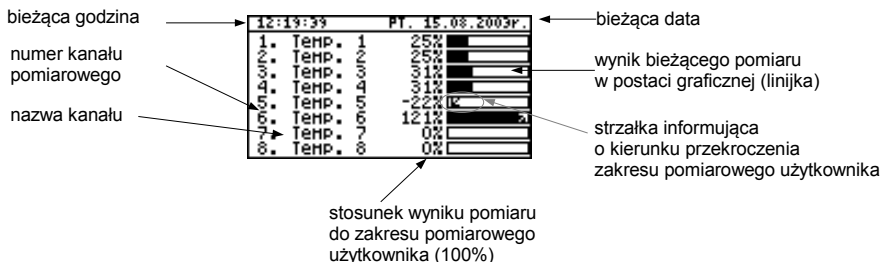 bieżąca godzina
12:19:39 PT. 15.08.2003r.
bieżąca data
numer kanału
pomiarowego
nazwa kanału
1. Temp. 1 25%
2. Temp. 2 25%
3. Temp. 3 31%
4. Temp. 4 31%
5. Temp. 5 -22%
6. Temp. 6 121%
7. Temp. 7 0%
8. Temp. 8 0%
wynik bieżącego pomiaru
w postaci graficznej (linijka)
strzałka informująca
o kierunku przekroczenia
zakresu pomiarowego użytkownika
stosunek wyniku pomiaru
do zakresu pomiarowego
użytkownika (100%)